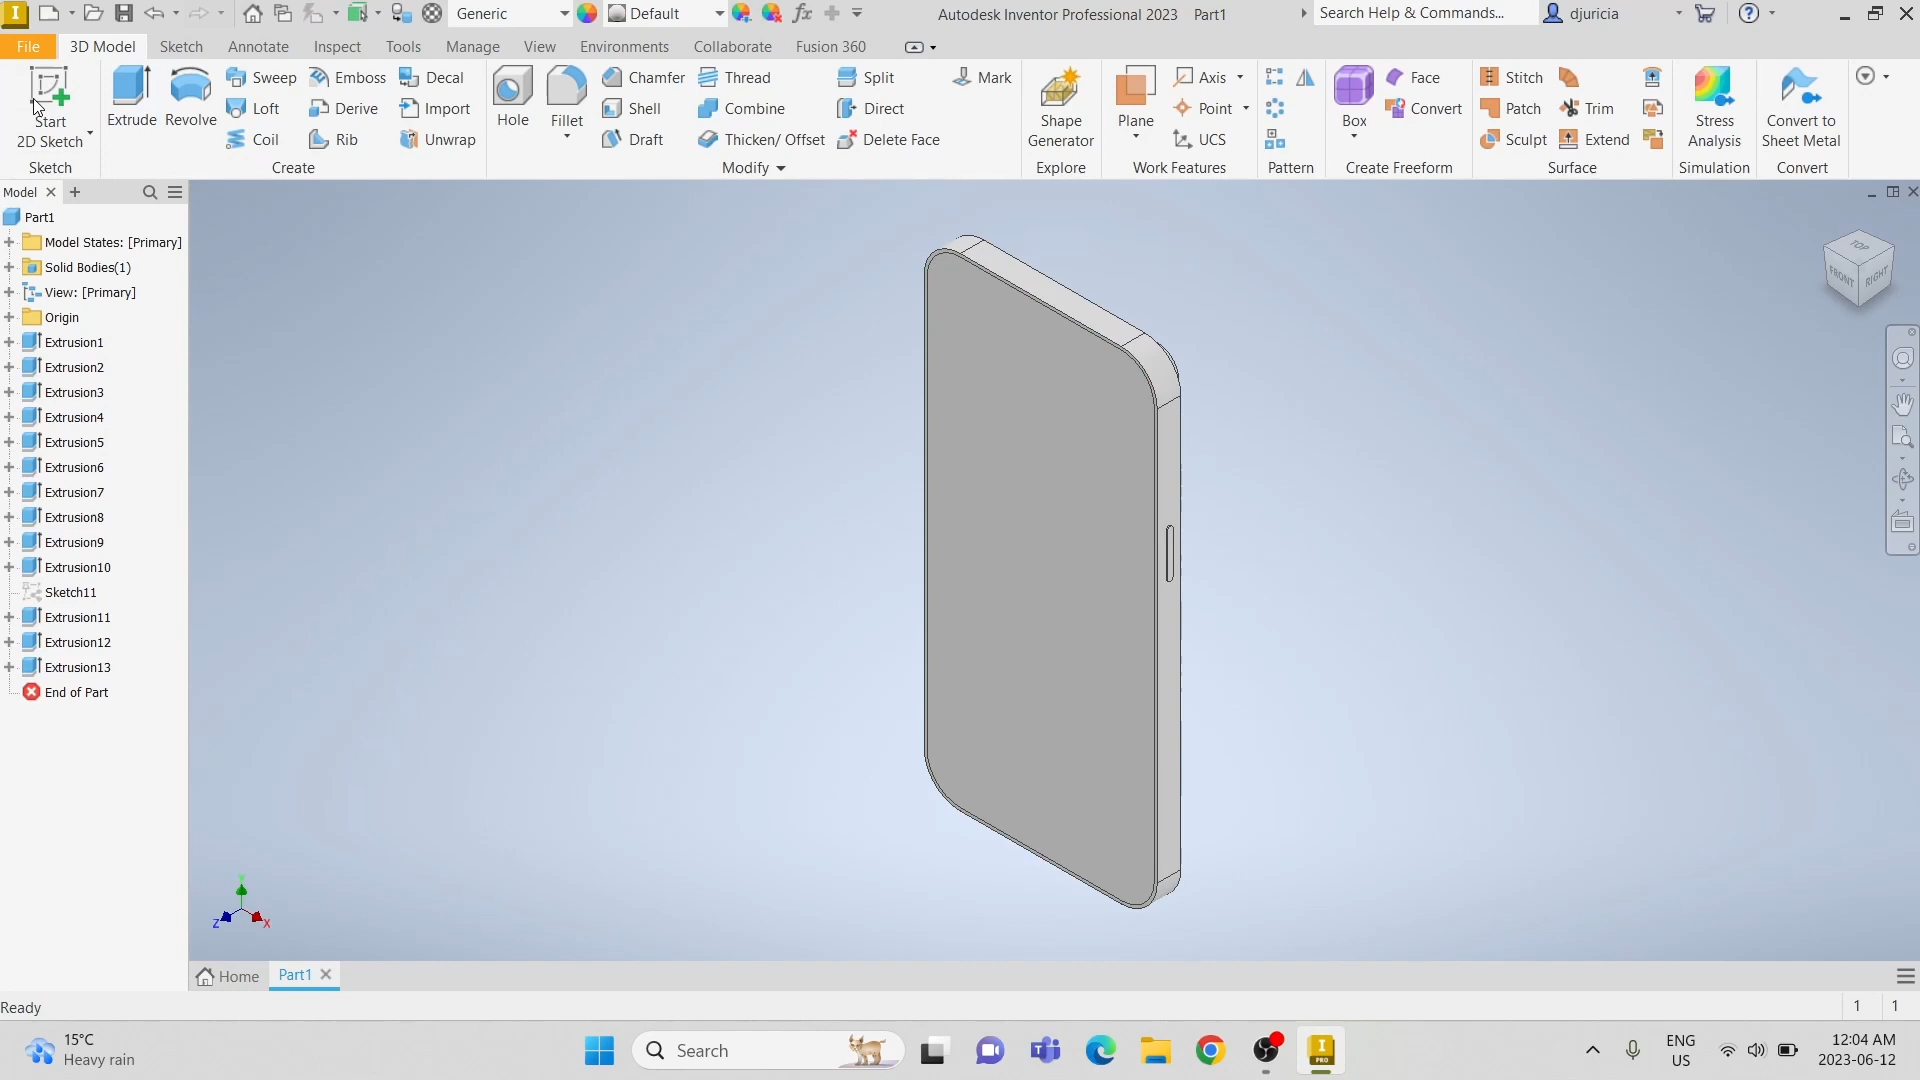 Generic
Default
fx
Autodesk Inventor Professional 2023 Part1
Search Help & Commands...
djuricia
File
3D Model
Sketch
Annotate
Inspect
Tools
Manage
View
Environments
Collaborate
Fusion 360
Start
2D Sketch
Sketch
Extrude
Revolve
Sweep
Loft
Coil
Emboss
Derive
Rib
Decal
Import
Unwrap
Create
Hole
Fillet
Chamfer
Shell
Draft
Thread
Combine
Thicken/ Offset
Split
Direct
Delete Face
Modify
Mark
Shape
Generator
Explore
Plane
Axis
Point
UCS
Work Features
Pattern
Box
Face
Convert
Create Freeform
Stitch
Patch
Sculpt
Trim
Extend
Surface
Stress
Analysis
Simulation
Convert to
Sheet Metal
Convert
Model
Part1
Model States: [Primary]
Solid Bodies(1)
View: [Primary]
Origin
Extrusion1
Extrusion2
Extrusion3
Extrusion4
Extrusion5
Extrusion6
Extrusion7
Extrusion8
Extrusion9
Extrusion10
Sketch11
Extrusion11
Extrusion12
Extrusion13
End of Part
TOP
FRONT
RIGHT
Y
Z
X
Home
Part1
Ready
1
1
15°C
Heavy rain
Search
I
PRO
ENG
US
12:04 AM
2023-06-12